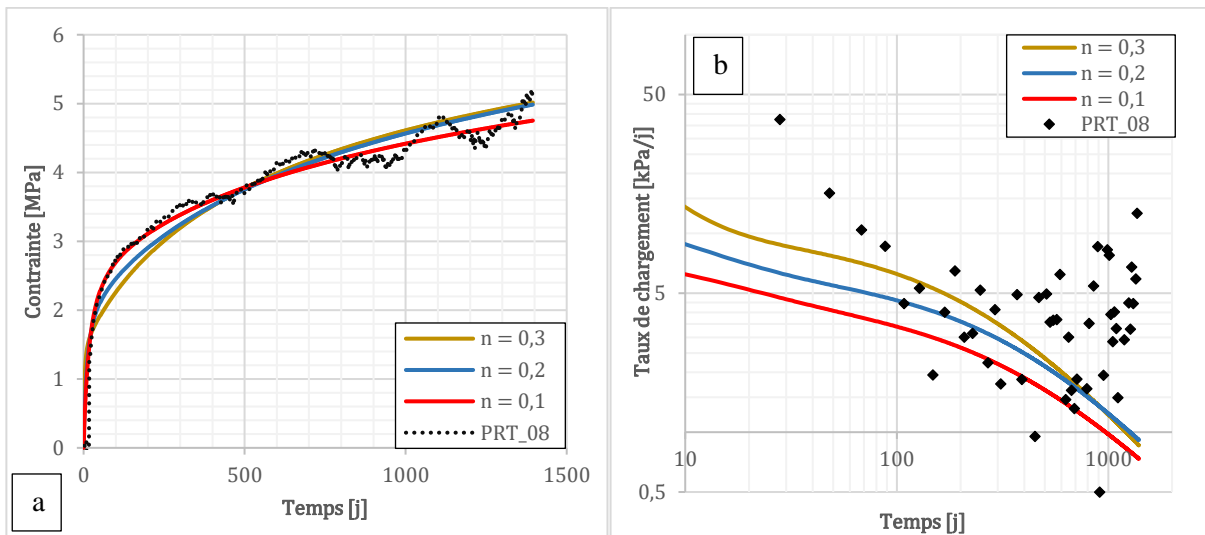 6
5
4
3
2
1
0
0
500
1000
1500
Contrainte [MPa]
Temps [j]
n = 0,3
n = 0,2
n = 0,1
PRT_08
a
b
n = 0,3
n = 0,2
n = 0,1
PRT_08
50
5
0,5
10
100
1000
Taux de chargement [kPa/j]
Temps [j]